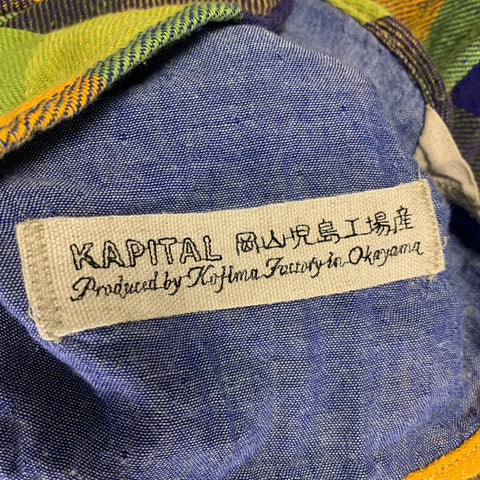 KAPITAL 岡山児島工場産
Produced by Kojima Factory in Okayama